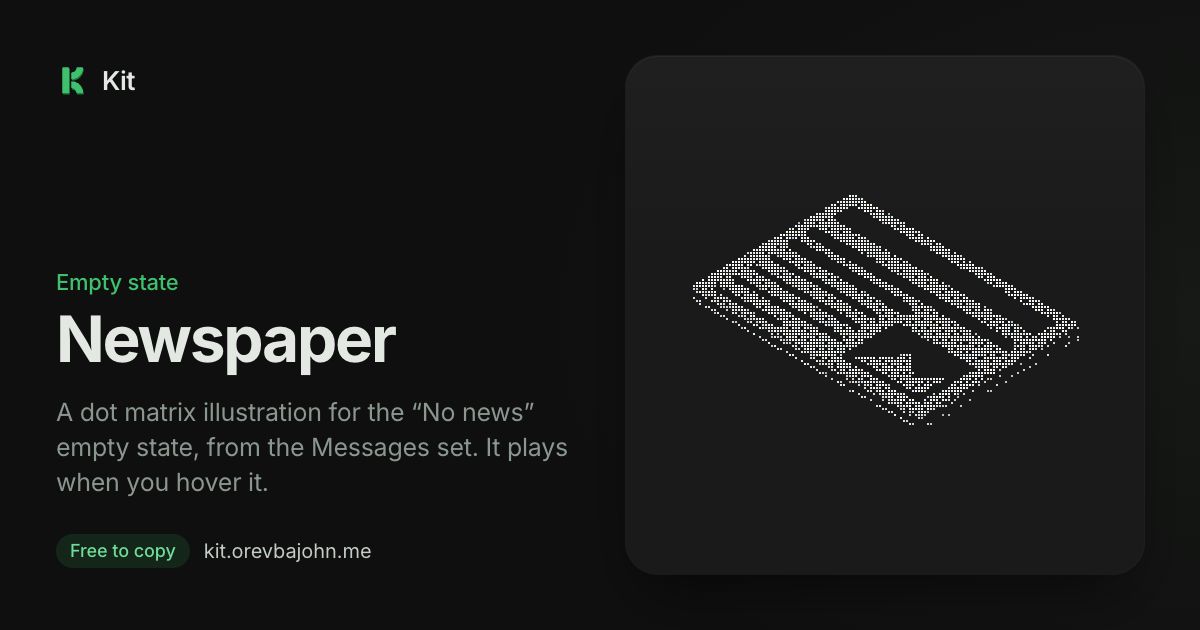 Kit
Empty state
Newspaper
A dot matrix illustration for the “No news”
empty state, from the Messages set. It plays
when you hover it.
Free to copy
kit.orevbajohn.me